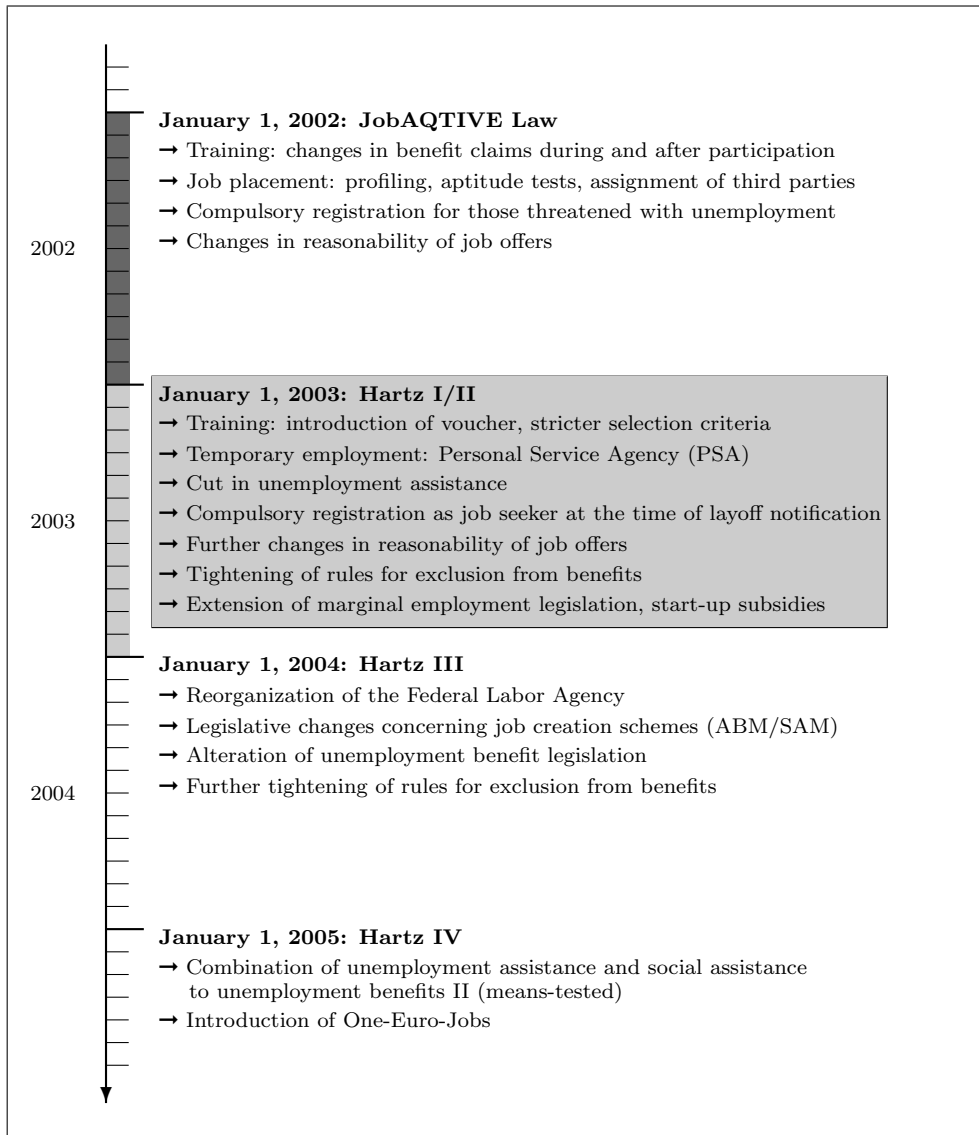 January 1, 2002: JobAQTIVE Law
➞ Training: changes in benefit claims during and after participation
➞ Job placement: profiling, aptitude tests, assignment of third parties
➞ Compulsory registration for those threatened with unemployment
➞ Changes in reasonability of job offers
2002
January 1, 2003: Hartz I/II
➞ Training: introduction of voucher, stricter selection criteria
➞ Temporary employment: Personal Service Agency (PSA)
➞ Cut in unemployment assistance
➞ Compulsory registration as job seeker at the time of layoff notification
2003
➞ Further changes in reasonability of job offers
➞ Tightening of rules for exclusion from benefits
➞ Extension of marginal employment legislation, start-up subsidies
January 1, 2004: Hartz III
➞ Reorganization of the Federal Labor Agency
➞ Legislative changes concerning job creation schemes (ABM/SAM)
➞ Alteration of unemployment benefit legislation
➞ Further tightening of rules for exclusion from benefits
2004
January 1, 2005: Hartz IV
➞ Combination of unemployment assistance and social assistance
to unemployment benefits II (means-tested)
➞ Introduction of One-Euro-Jobs